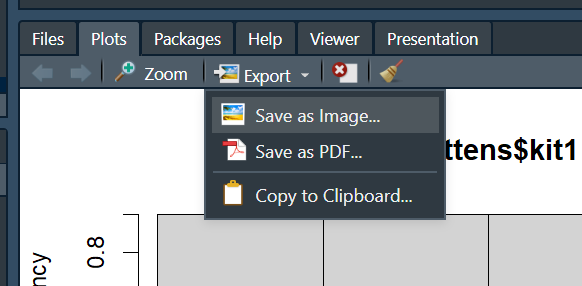 Files Plots Packages Help Viewer Presentation
Zoom Export
Save as Image...
Save as PDF...
ttens$kit1
Copy to Clipboard...
0.8
ncy